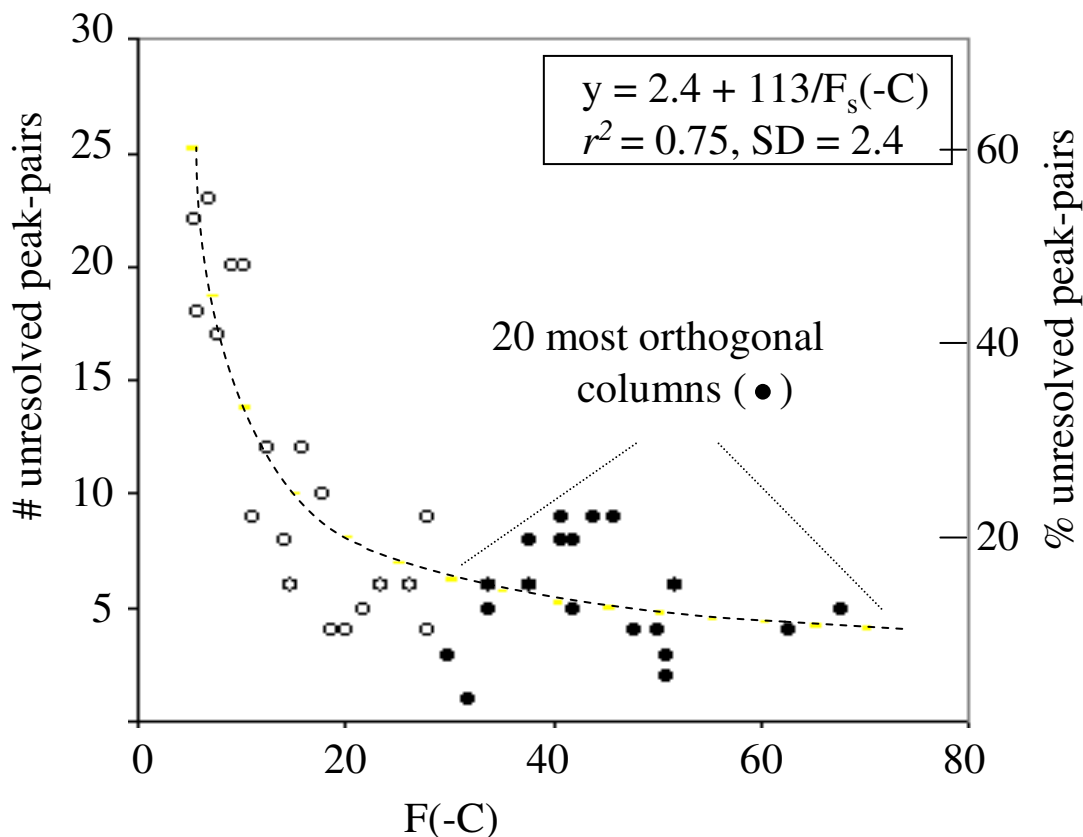 # unresolved peak-pairs
30
25
20
15
10
5
y = 2.4 + 113/Fₛ(-C)
r² = 0.75, SD = 2.4
20 most orthogonal
columns ( ● )
60
40
20
% unresolved peak-pairs
0 20 40 60 80
F(-C)